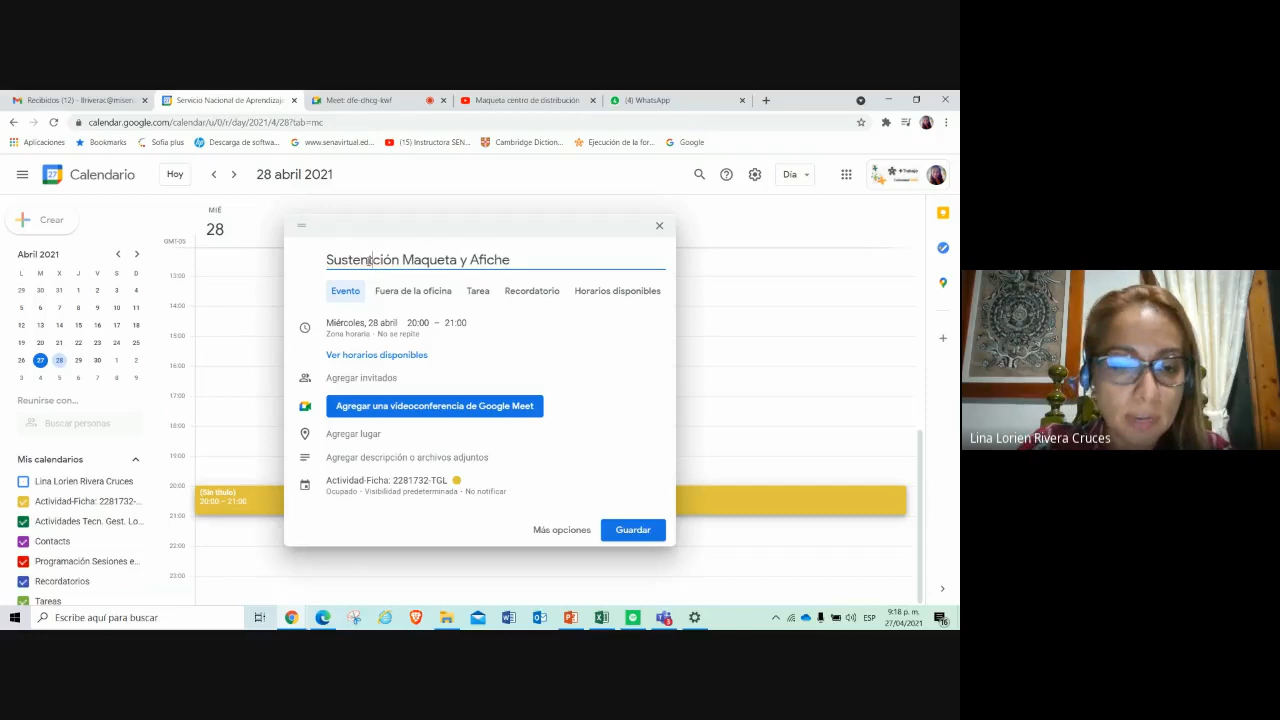 Recibidos (12) - llriverac@misen
Servicio Nacional de Aprendizaje
Meet: dfe-dhcg-kwf
Maqueta centro de distribución
(4) WhatsApp
calendar.google.com/calendar/u/0/r/day/2021/4/28?tab=mc
Aplicaciones
Bookmarks
Sofia plus
Descarga de softwa...
www.senavirtual.ed...
(15) Instructora SEN...
Cambridge Diction...
Ejecución de la for...
Google
27
Calendario
Hoy
28 abril 2021
Día
+ Trabajo
Crear
MIÉ
28
GMT-05
Abril 2021
L M X J V S D
29 30 31 1 2 3 4
5 6 7 8 9 10 11
12 13 14 15 16 17 18
19 20 21 22 23 24 25
26 27 28 29 30 1 2
3 4 5 6 7 8 9
Reunirse con...
Buscar personas
Mis calendarios
Lina Lorien Rivera Cruces
Actividad-Ficha: 2281732-...
Actividades Tecn. Gest. Lo...
Contacts
Programación Sesiones e...
Recordatorios
Tareas
13:00
14:00
15:00
16:00
17:00
18:00
19:00
20:00
21:00
22:00
23:00
(Sin título)
20:00 – 21:00
Sustención Maqueta y Afiche
Evento
Fuera de la oficina
Tarea
Recordatorio
Horarios disponibles
Miércoles, 28 abril 20:00 – 21:00
Zona horaria · No se repite
Ver horarios disponibles
Agregar invitados
Agregar una videoconferencia de Google Meet
Agregar lugar
Agregar descripción o archivos adjuntos
Actividad-Ficha: 2281732-TGL
Ocupado · Visibilidad predeterminada · No notificar
Más opciones
Guardar
Lina Lorien Rivera Cruces
Escribe aquí para buscar
ESP
9:18 p. m.
27/04/2021
16